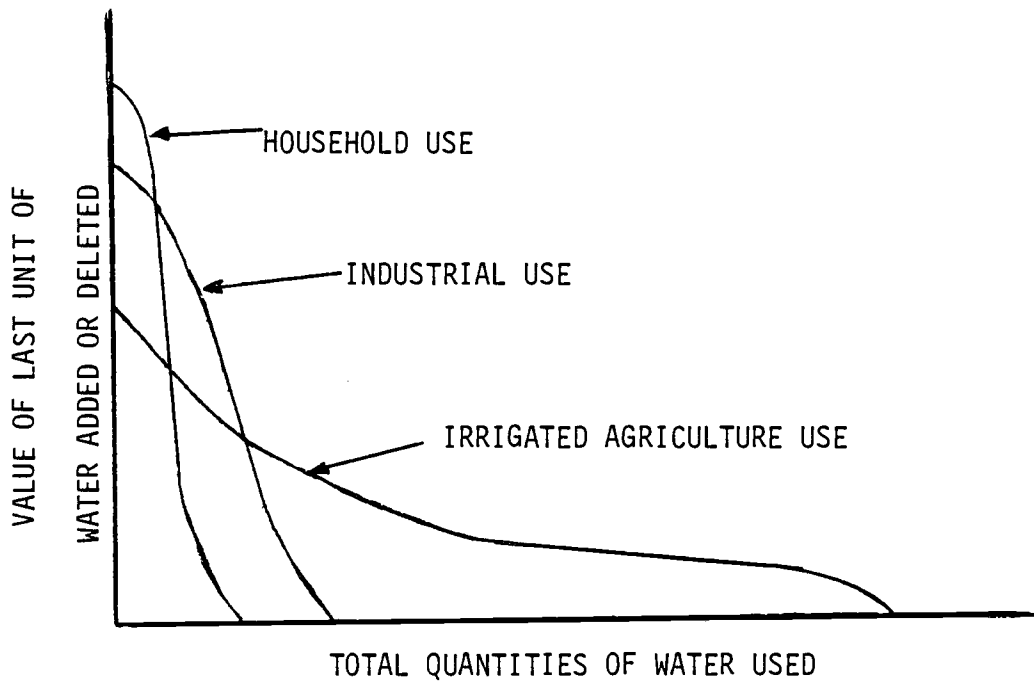 VALUE OF LAST UNIT OF
WATER ADDED OR DELETED
HOUSEHOLD USE
INDUSTRIAL USE
IRRIGATED AGRICULTURE USE
TOTAL QUANTITIES OF WATER USED